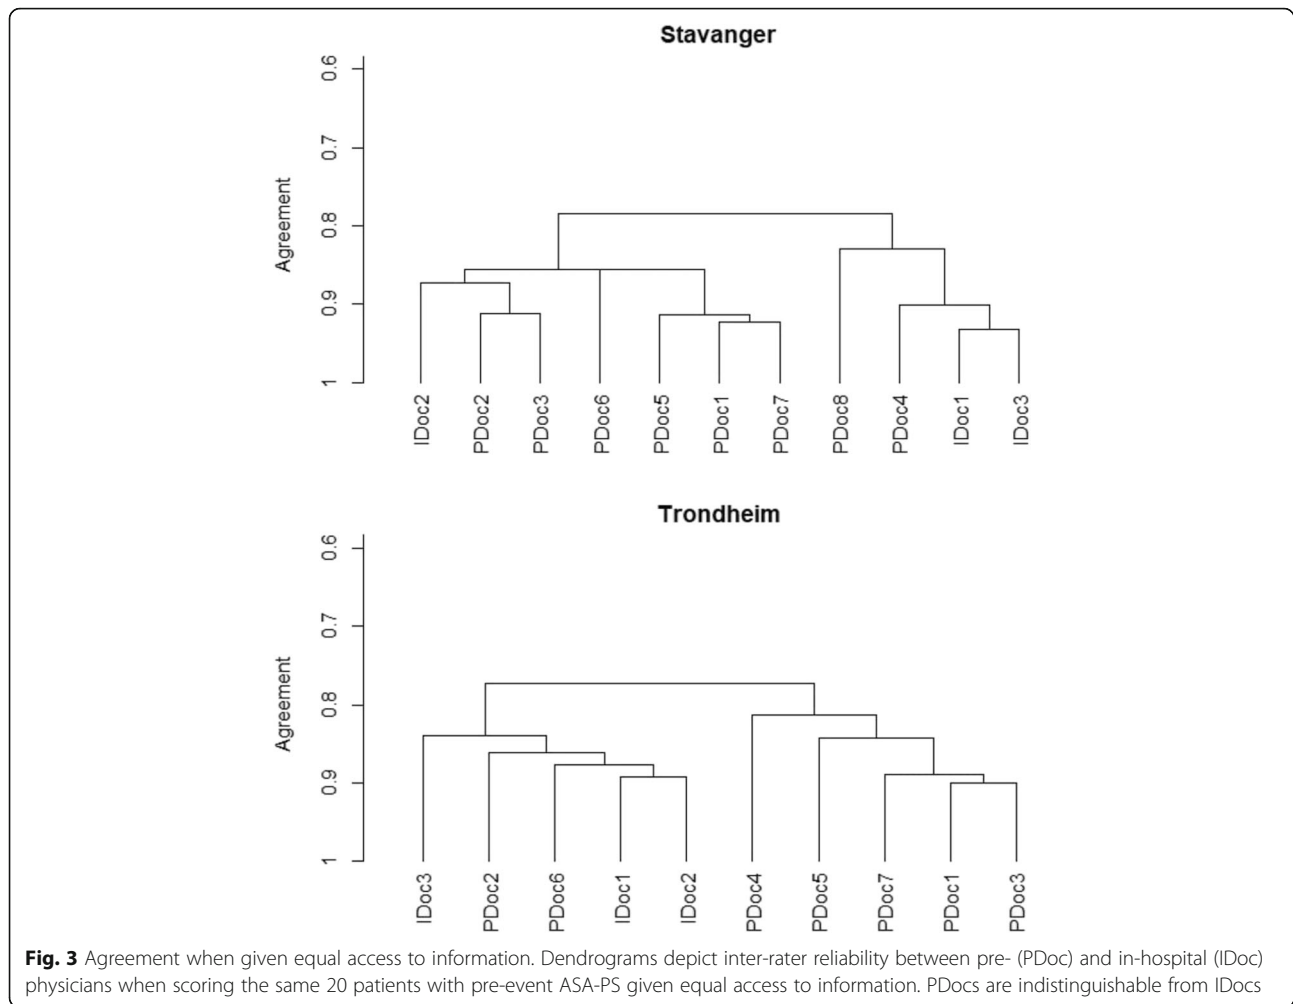 Stavanger
0.6
0.7
0.8
0.9
1
Agreement
IDoc2 PDoc2 PDoc3 PDoc6 PDoc5 PDoc1 PDoc7 PDoc8 PDoc4 IDoc1 IDoc3
Trondheim
0.6
0.7
0.8
0.9
1
Agreement
IDoc3 PDoc2 PDoc6 IDoc1 IDoc2 PDoc4 PDoc5 PDoc7 PDoc1 PDoc3
Fig. 3 Agreement when given equal access to information. Dendrograms depict inter-rater reliability between pre- (PDoc) and in-hospital (IDoc)
physicians when scoring the same 20 patients with pre-event ASA-PS given equal access to information. PDocs are indistinguishable from IDocs